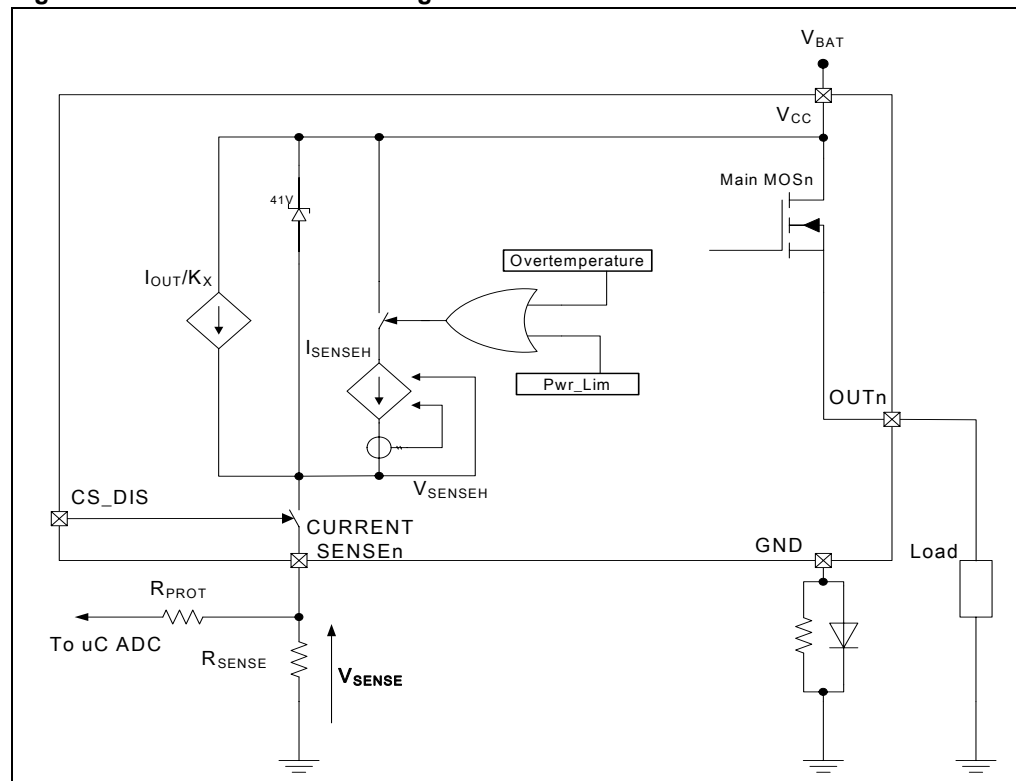 V_BAT
V_CC
Main MOSn
41V
Overtemperature
I_OUT/K_X
I_SENSEH
Pwr_Lim
OUTn
V_SENSEH
CS_DIS
CURRENT
SENSEn
GND
Load
R_PROT
To uC ADC
R_SENSE
V_SENSE